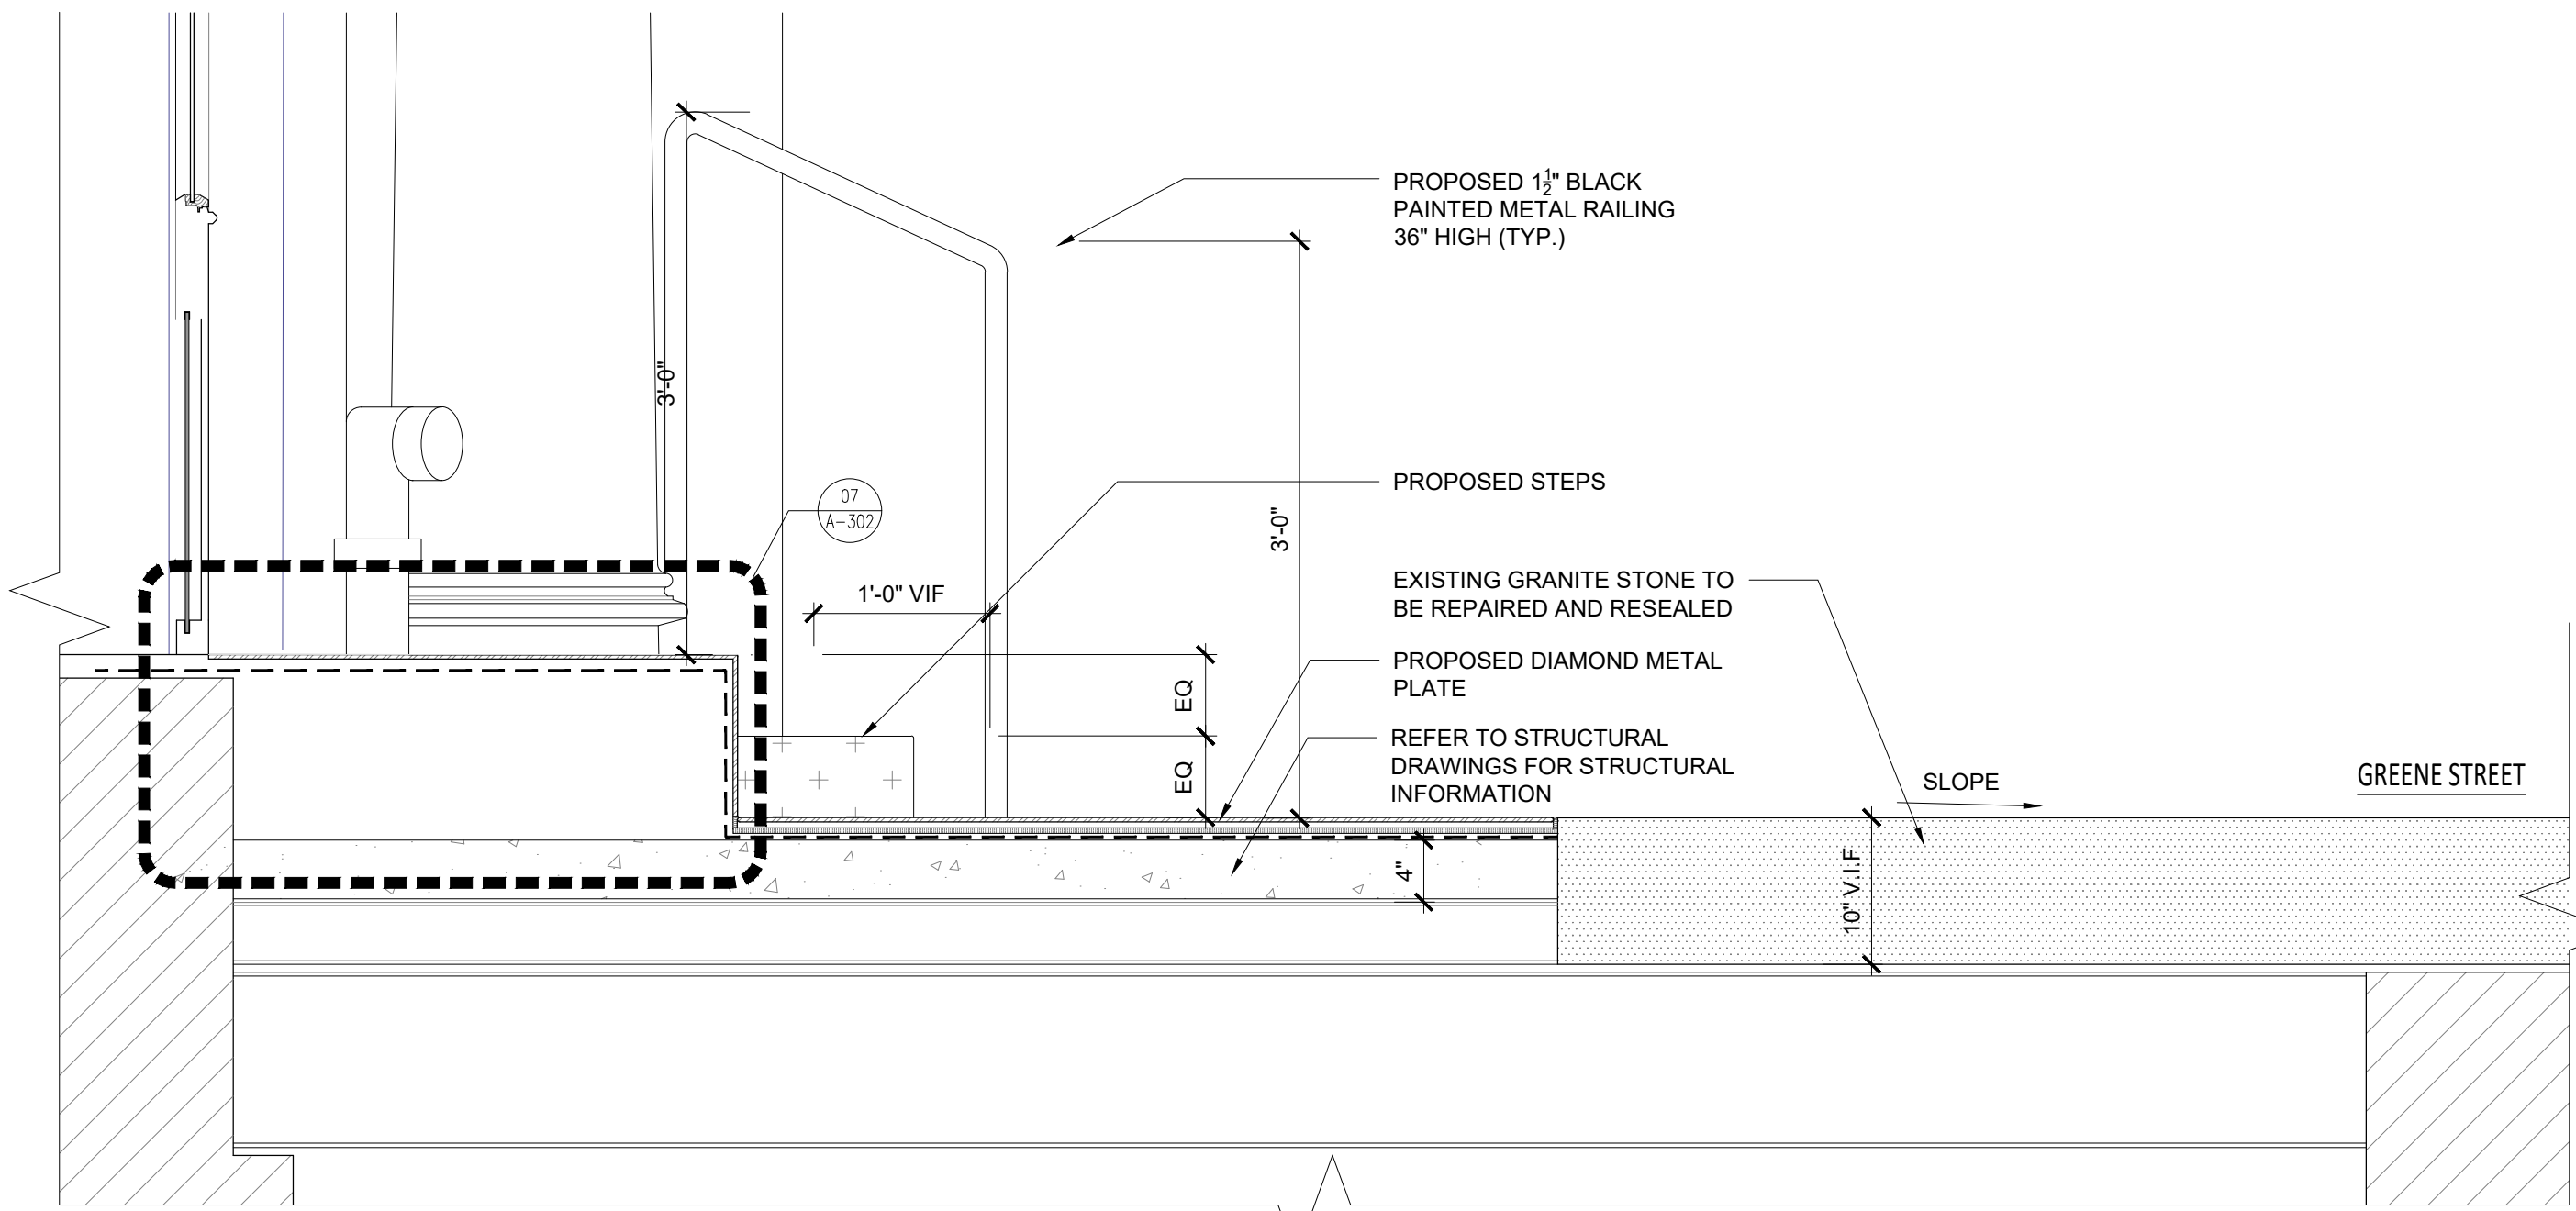 PROPOSED 1½" BLACK
PAINTED METAL RAILING
36" HIGH (TYP.)
3'-0"
PROPOSED STEPS
07
A-302
3'-0"
1'-0" VIF
EXISTING GRANITE STONE TO
BE REPAIRED AND RESEALED
PROPOSED DIAMOND METAL
PLATE
EQ
REFER TO STRUCTURAL
DRAWINGS FOR STRUCTURAL
INFORMATION
EQ
SLOPE
GREENE STREET
4"
10" V.I.F